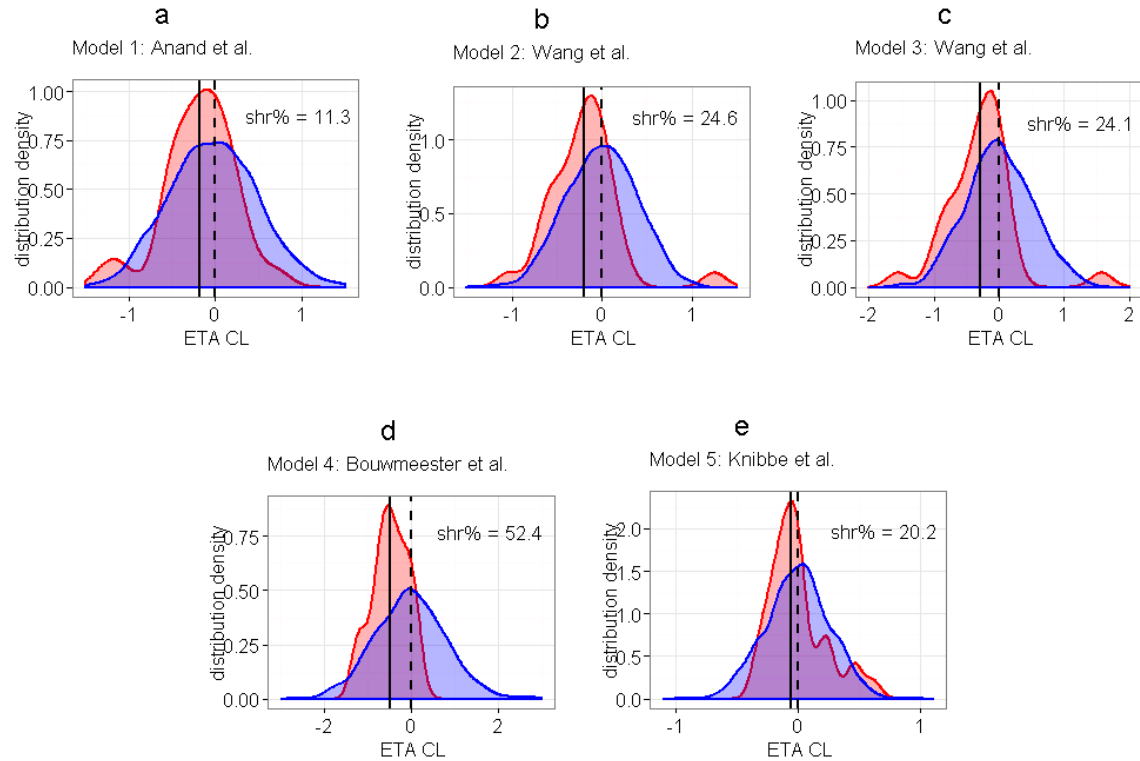 a
Model 1: Anand et al.
distribution density
1.00
0.75
0.50
0.25
0.00
shr% = 11.3
-1
0
1
ETA CL
b
Model 2: Wang et al.
distribution density
1.0
0.5
0.0
shr% = 24.6
-1
0
1
ETA CL
c
Model 3: Wang et al.
distribution density
1.00
0.75
0.50
0.25
0.00
shr% = 24.1
-2
-1
0
1
2
ETA CL
d
Model 4: Bouwmeester et al.
distribution density
0.75
0.50
0.25
0.00
shr% = 52.4
-2
0
2
ETA CL
e
Model 5: Knibbe et al.
distribution density
2.0
1.5
1.0
0.5
0.0
shr% = 20.2
-1
0
1
ETA CL